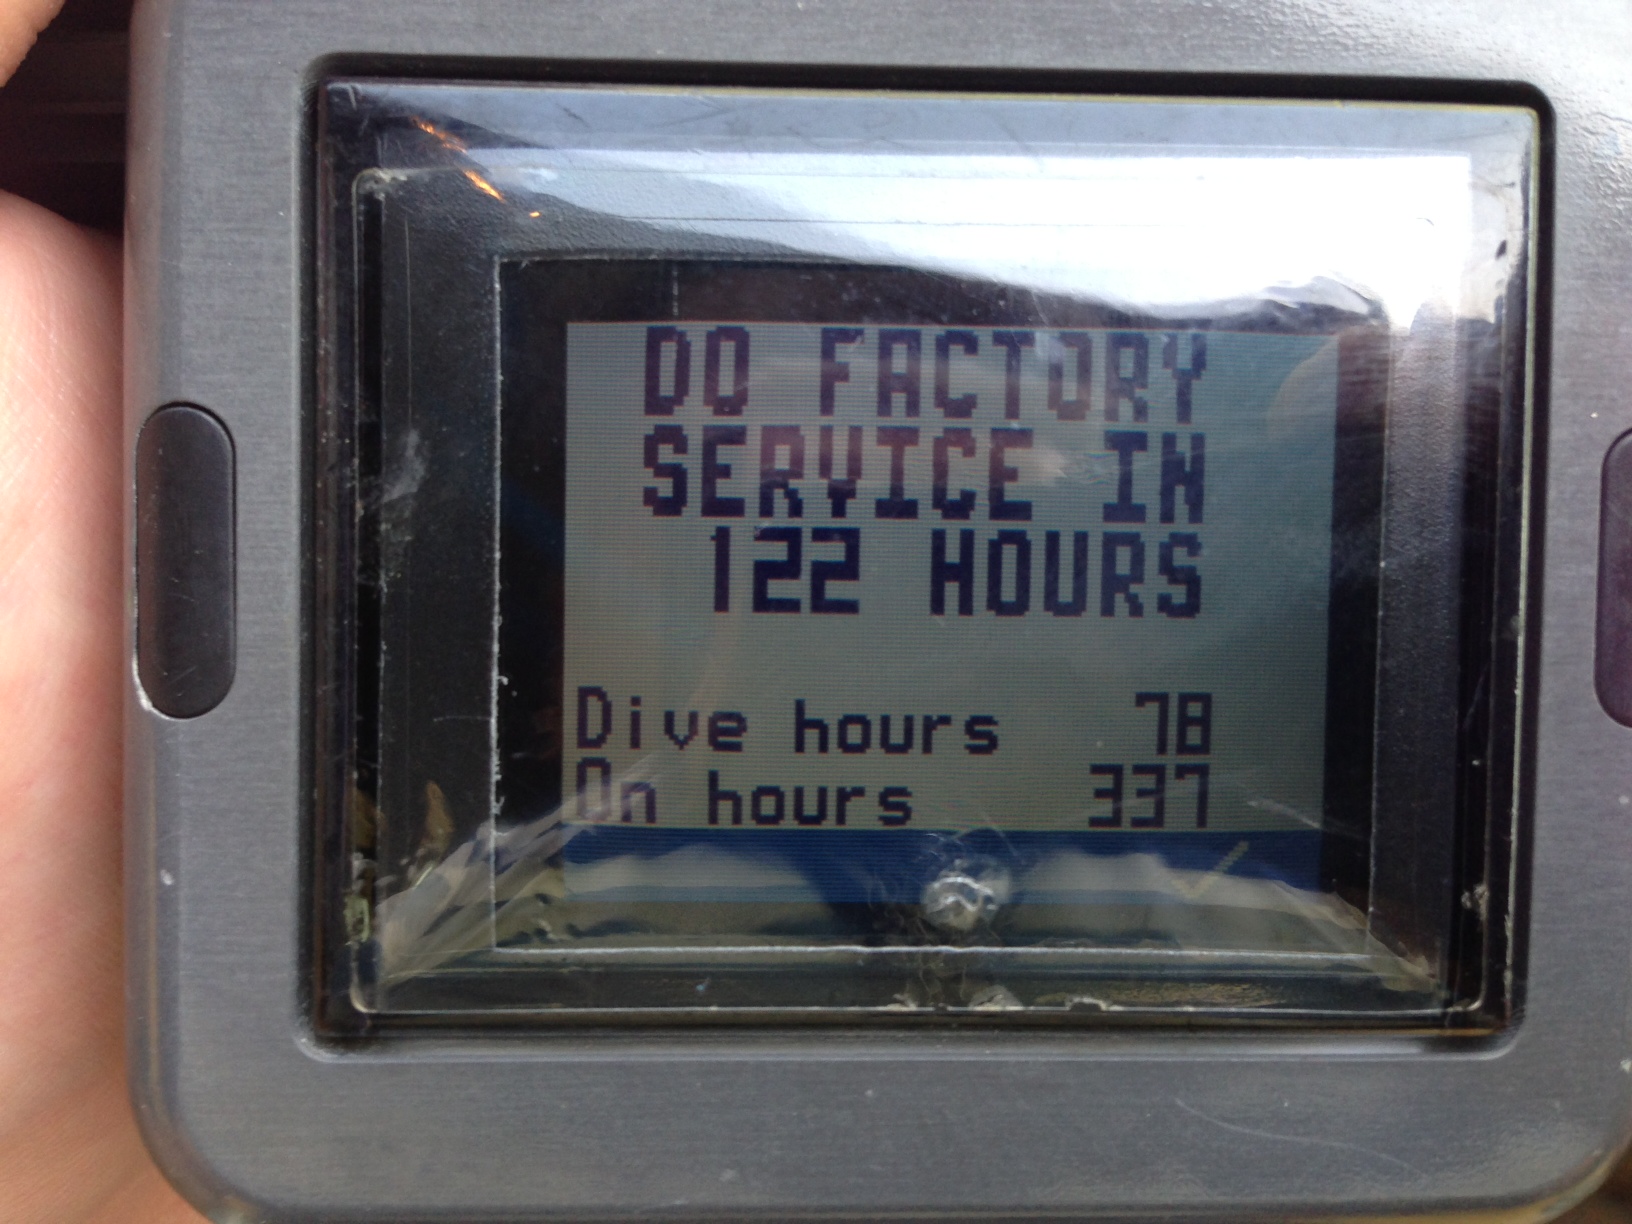 DO FACTORY
SERVICE IN
122 HOURS
Dive hours 78
On hours 337